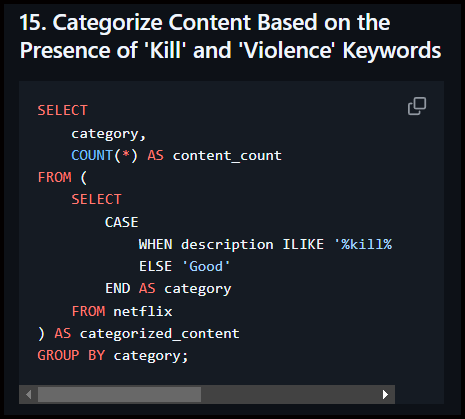 15. Categorize Content Based on the
Presence of 'Kill' and 'Violence' Keywords
SELECT
    category,
    COUNT(*) AS content_count
FROM (
    SELECT
        CASE
            WHEN description ILIKE '%kill%
            ELSE 'Good'
        END AS category
    FROM netflix
) AS categorized_content
GROUP BY category;